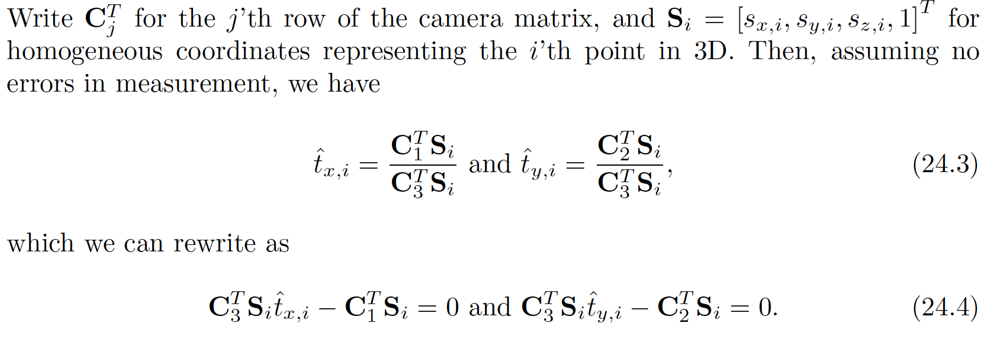 Write $\mathbf{C}_j^T$ for the $j$'th row of the camera matrix, and $\mathbf{S}_i = [s_{x,i}, s_{y,i}, s_{z,i}, 1]^T$ for
homogeneous coordinates representing the $i$'th point in 3D. Then, assuming no
errors in measurement, we have
$\hat{t}_{x,i} = \frac{\mathbf{C}_1^T \mathbf{S}_i}{\mathbf{C}_3^T \mathbf{S}_i}$ and $\hat{t}_{y,i} = \frac{\mathbf{C}_2^T \mathbf{S}_i}{\mathbf{C}_3^T \mathbf{S}_i},$ (24.3)
which we can rewrite as
$\mathbf{C}_3^T \mathbf{S}_i \hat{t}_{x,i} - \mathbf{C}_1^T \mathbf{S}_i = 0$ and $\mathbf{C}_3^T \mathbf{S}_i \hat{t}_{y,i} - \mathbf{C}_2^T \mathbf{S}_i = 0.$ (24.4)